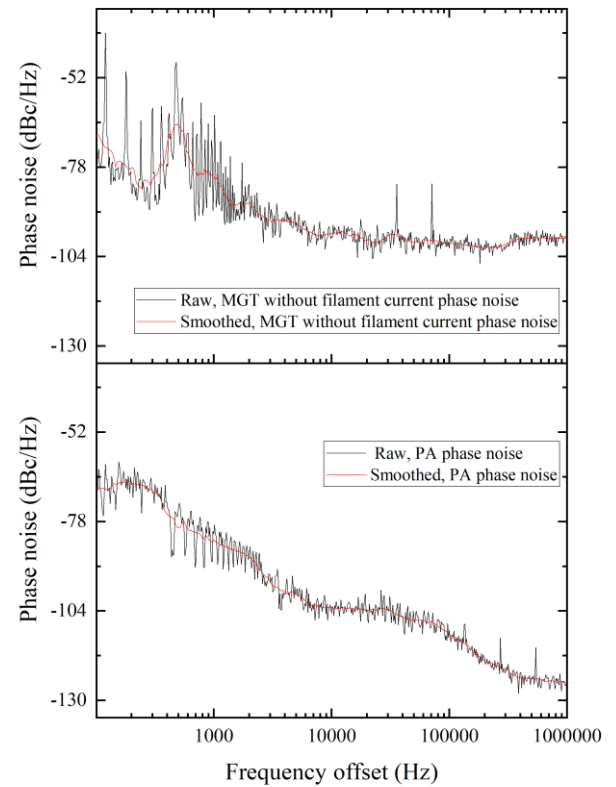 Phase noise (dBc/Hz)
-52
-78
-104
-130
Raw, MGT without filament current phase noise
Smoothed, MGT without filament current phase noise
Phase noise (dBc/Hz)
-52
-78
-104
-130
Raw, PA phase noise
Smoothed, PA phase noise
1000 10000 100000 1000000
Frequency offset (Hz)